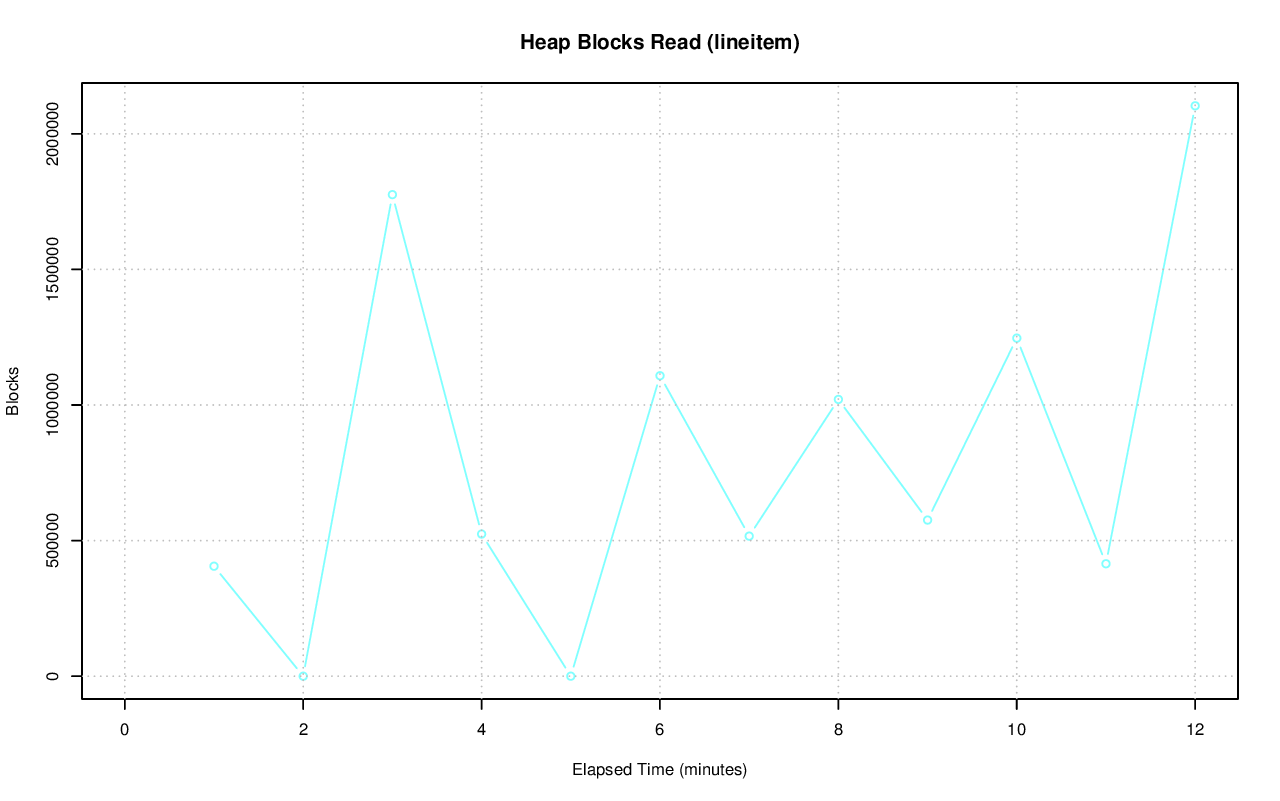 Heap Blocks Read (lineitem)
Blocks
2000000
1500000
1000000
500000
0
0 2 4 6 8 10 12
Elapsed Time (minutes)